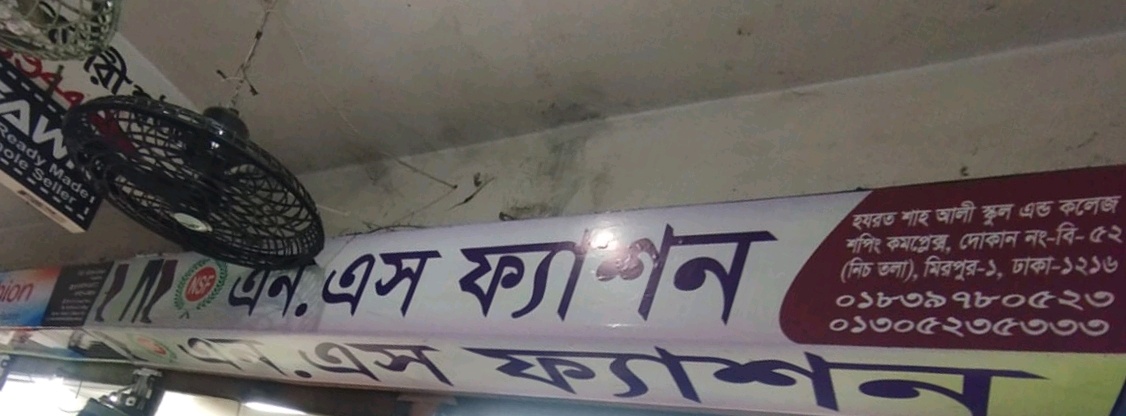 এন.এস ফ্যাশন
হযরত শাহ আলী স্কুল এন্ড কলেজ
শপিং কমপ্লেক্স, দোকান নং-বি- ৫২
(নিচ তলা), মিরপুর-১, ঢাকা-১২১৬
০১৮৩৯৭৮০৫২৩
০১৩০৫২৩৫৩৩৩
NSF
এন.এস ফ্যাশন
Ready Made
Seller